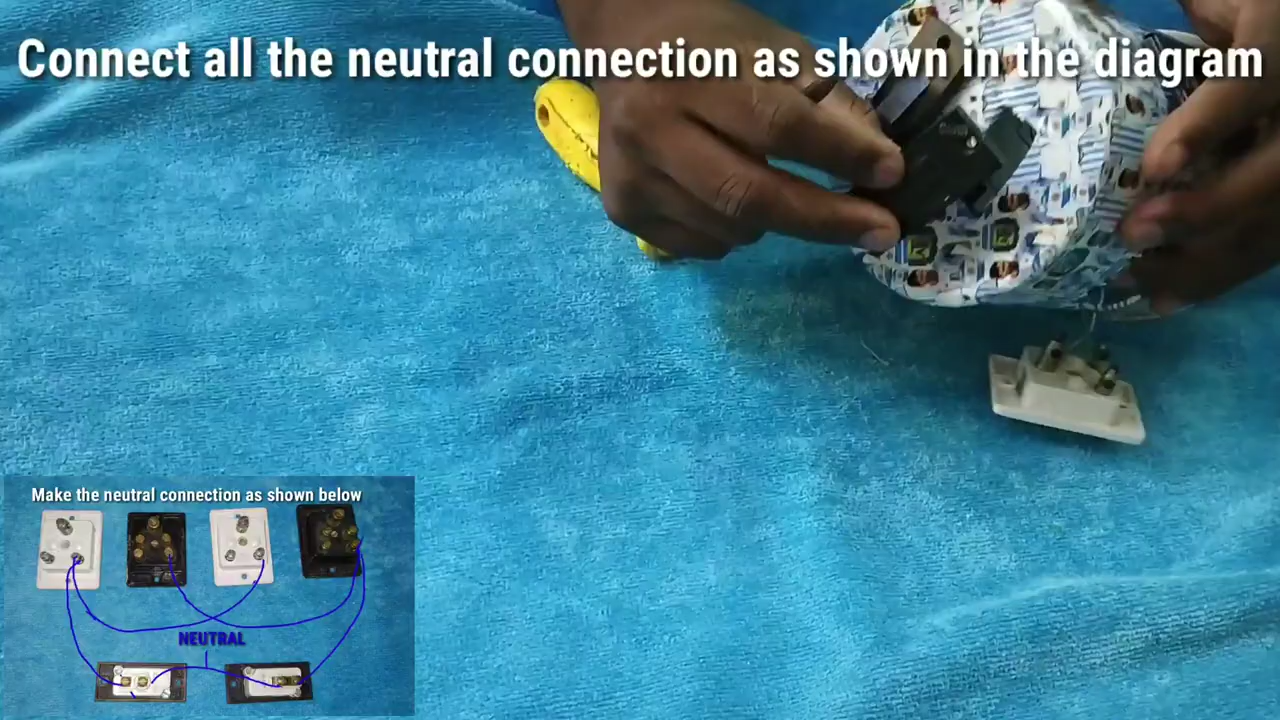 Connect all the neutral connection as shown in the diagram
Make the neutral connection as shown below
NEUTRAL